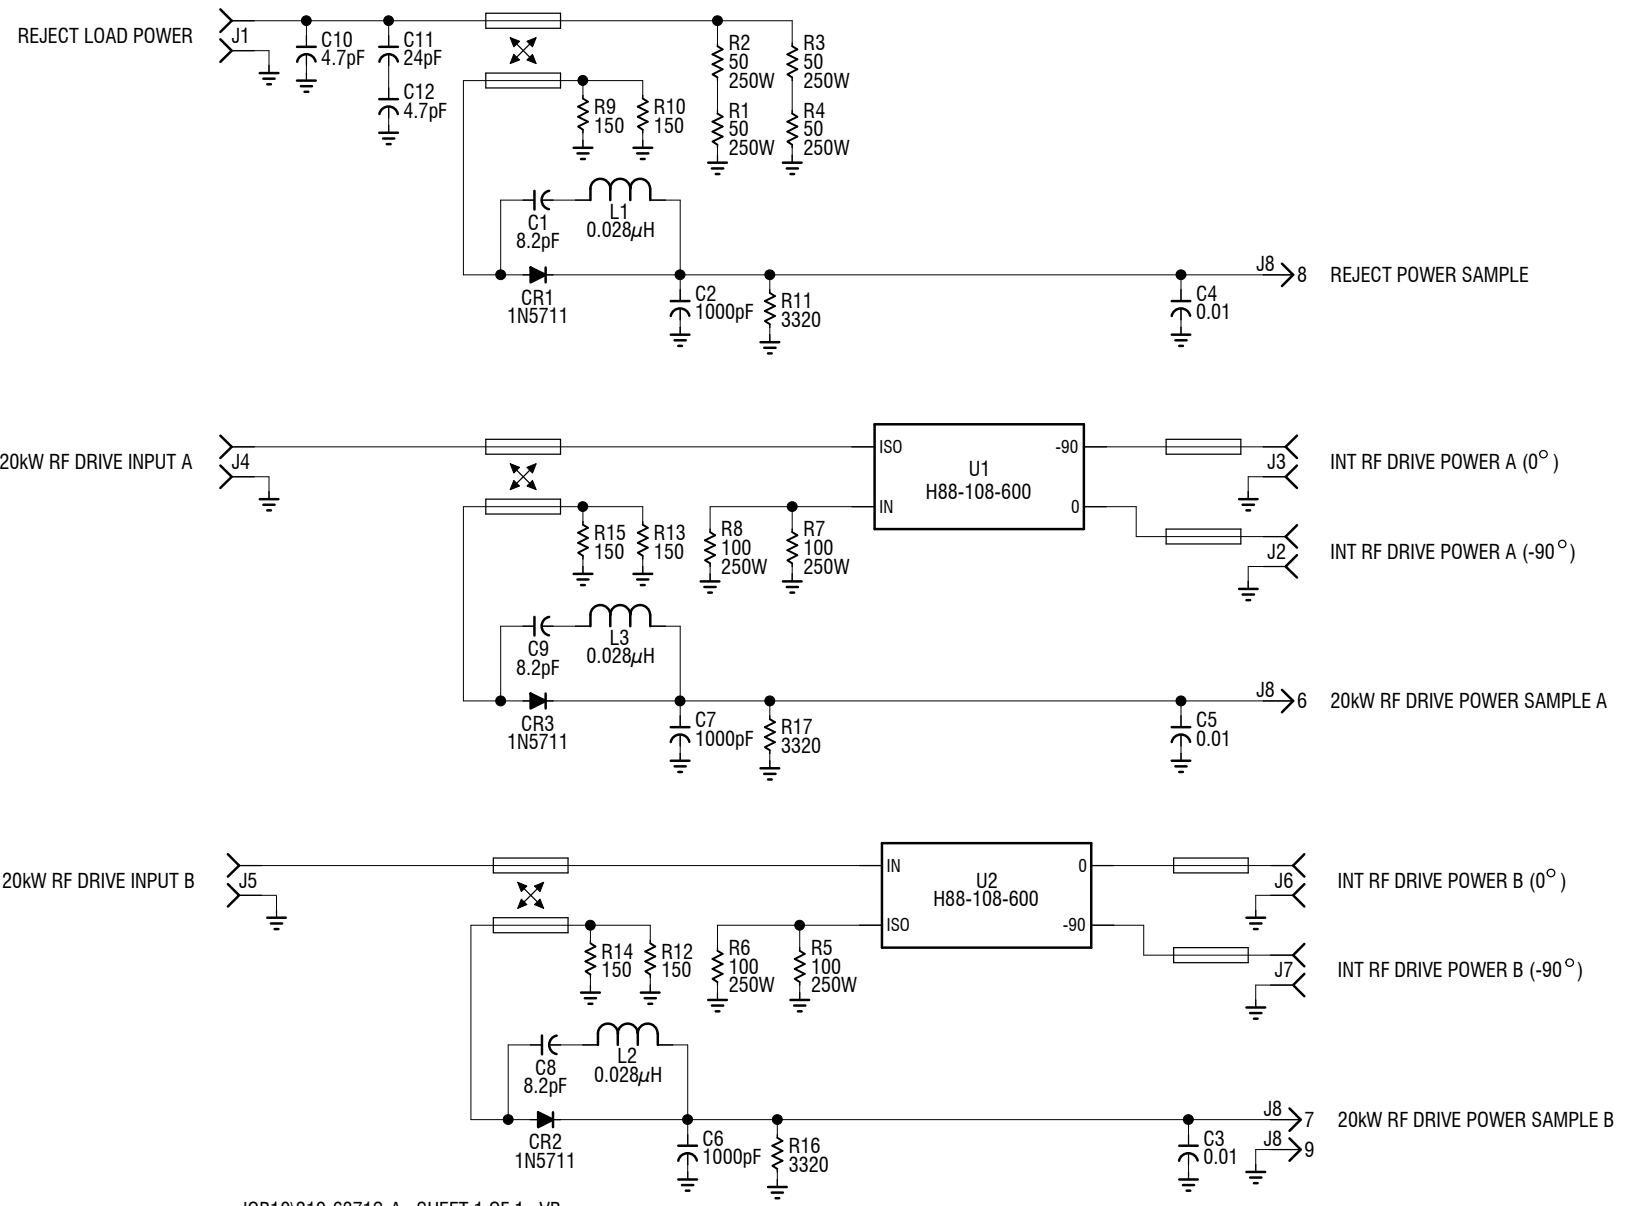 REJECT LOAD POWER
J1
C10
4.7pF
C11
24pF
C12
4.7pF
R9
150
R10
150
R2
50
250W
R1
50
250W
R3
50
250W
R4
50
250W
C1
8.2pF
L1
0.028µH
CR1
1N5711
C2
1000pF
R11
3320
C4
0.01
J8
8
REJECT POWER SAMPLE
20kW RF DRIVE INPUT A
J4
R15
150
R13
150
R8
100
250W
R7
100
250W
ISO
IN
U1
H88-108-600
-90
0
J3
INT RF DRIVE POWER A (0°)
J2
INT RF DRIVE POWER A (-90°)
C9
8.2pF
L3
0.028µH
CR3
1N5711
C7
1000pF
R17
3320
C5
0.01
J8
6
20kW RF DRIVE POWER SAMPLE A
20kW RF DRIVE INPUT B
J5
R14
150
R12
150
R6
100
250W
R5
100
250W
IN
ISO
U2
H88-108-600
0
-90
J6
INT RF DRIVE POWER B (0°)
J7
INT RF DRIVE POWER B (-90°)
C8
8.2pF
L2
0.028µH
CR2
1N5711
C6
1000pF
R16
3320
C3
0.01
J8
7
20kW RF DRIVE POWER SAMPLE B
J8
9
SHEET 1 OF 1